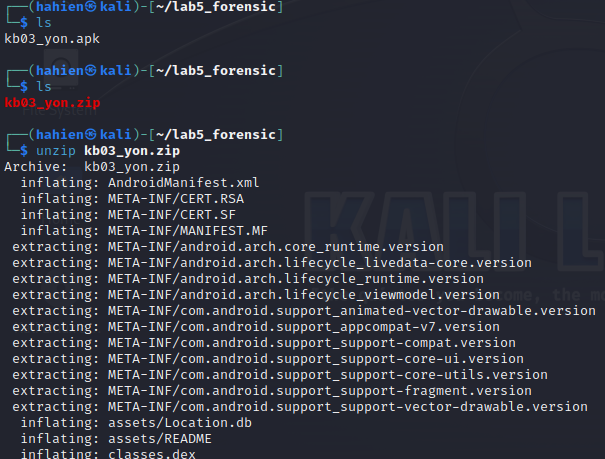 ┌──(hahien㉿kali)-[~/lab5_forensic]
└─$ ls
kb03_yon.apk
┌──(hahien㉿kali)-[~/lab5_forensic]
└─$ ls
kb03_yon.zip
┌──(hahien㉿kali)-[~/lab5_forensic]
└─$ unzip kb03_yon.zip
Archive:  kb03_yon.zip
  inflating: AndroidManifest.xml
  inflating: META-INF/CERT.RSA
  inflating: META-INF/CERT.SF
  inflating: META-INF/MANIFEST.MF
 extracting: META-INF/android.arch.core_runtime.version
 extracting: META-INF/android.arch.lifecycle_livedata-core.version
 extracting: META-INF/android.arch.lifecycle_runtime.version
 extracting: META-INF/android.arch.lifecycle_viewmodel.version
 extracting: META-INF/com.android.support_animated-vector-drawable.version
 extracting: META-INF/com.android.support_appcompat-v7.version
 extracting: META-INF/com.android.support_support-compat.version
 extracting: META-INF/com.android.support_support-core-ui.version
 extracting: META-INF/com.android.support_support-core-utils.version
 extracting: META-INF/com.android.support_support-fragment.version
 extracting: META-INF/com.android.support_support-vector-drawable.version
  inflating: assets/Location.db
  inflating: assets/README
  inflating: classes.dex
KALI L